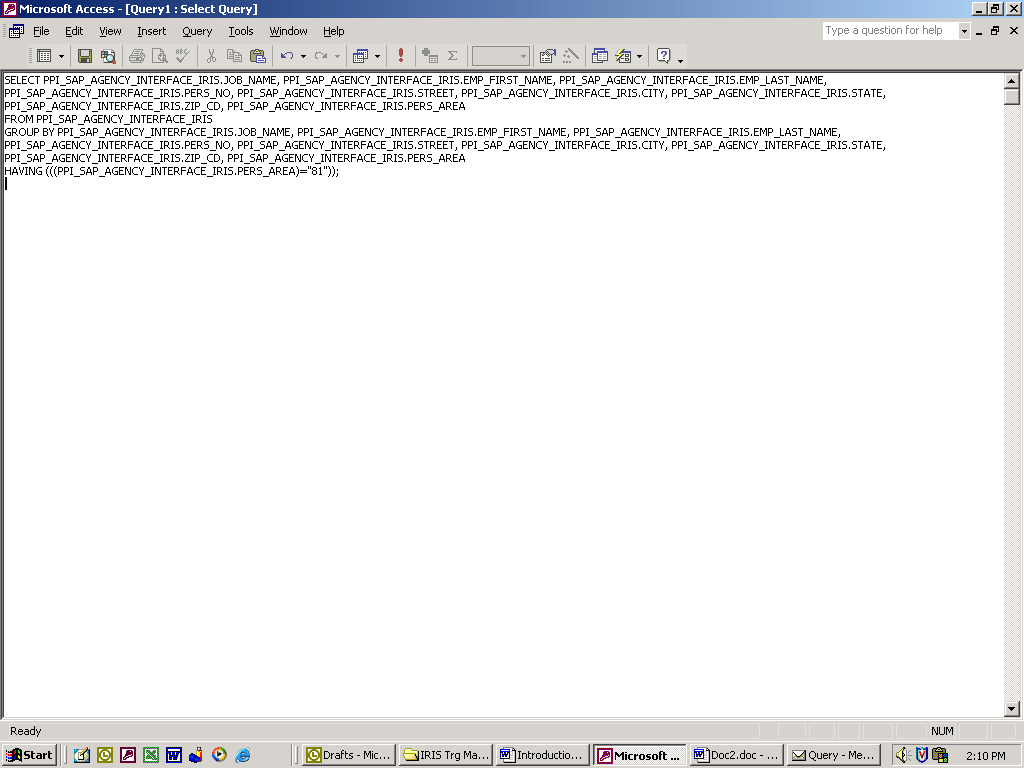 Microsoft Access - [Query1 : Select Query]
File Edit View Insert Query Tools Window Help
Type a question for help
SELECT PPI_SAP_AGENCY_INTERFACE_IRIS.JOB_NAME, PPI_SAP_AGENCY_INTERFACE_IRIS.EMP_FIRST_NAME, PPI_SAP_AGENCY_INTERFACE_IRIS.EMP_LAST_NAME,
PPI_SAP_AGENCY_INTERFACE_IRIS.PERS_NO, PPI_SAP_AGENCY_INTERFACE_IRIS.STREET, PPI_SAP_AGENCY_INTERFACE_IRIS.CITY, PPI_SAP_AGENCY_INTERFACE_IRIS.STATE,
PPI_SAP_AGENCY_INTERFACE_IRIS.ZIP_CD, PPI_SAP_AGENCY_INTERFACE_IRIS.PERS_AREA
FROM PPI_SAP_AGENCY_INTERFACE_IRIS
GROUP BY PPI_SAP_AGENCY_INTERFACE_IRIS.JOB_NAME, PPI_SAP_AGENCY_INTERFACE_IRIS.EMP_FIRST_NAME, PPI_SAP_AGENCY_INTERFACE_IRIS.EMP_LAST_NAME,
PPI_SAP_AGENCY_INTERFACE_IRIS.PERS_NO, PPI_SAP_AGENCY_INTERFACE_IRIS.STREET, PPI_SAP_AGENCY_INTERFACE_IRIS.CITY, PPI_SAP_AGENCY_INTERFACE_IRIS.STATE,
PPI_SAP_AGENCY_INTERFACE_IRIS.ZIP_CD, PPI_SAP_AGENCY_INTERFACE_IRIS.PERS_AREA
HAVING (((PPI_SAP_AGENCY_INTERFACE_IRIS.PERS_AREA)="81"));
Ready NUM
Start Drafts - Mic... IRIS Trg Ma... Introductio... Microsoft ... Doc2.doc - ... Query - Me... 2:10 PM